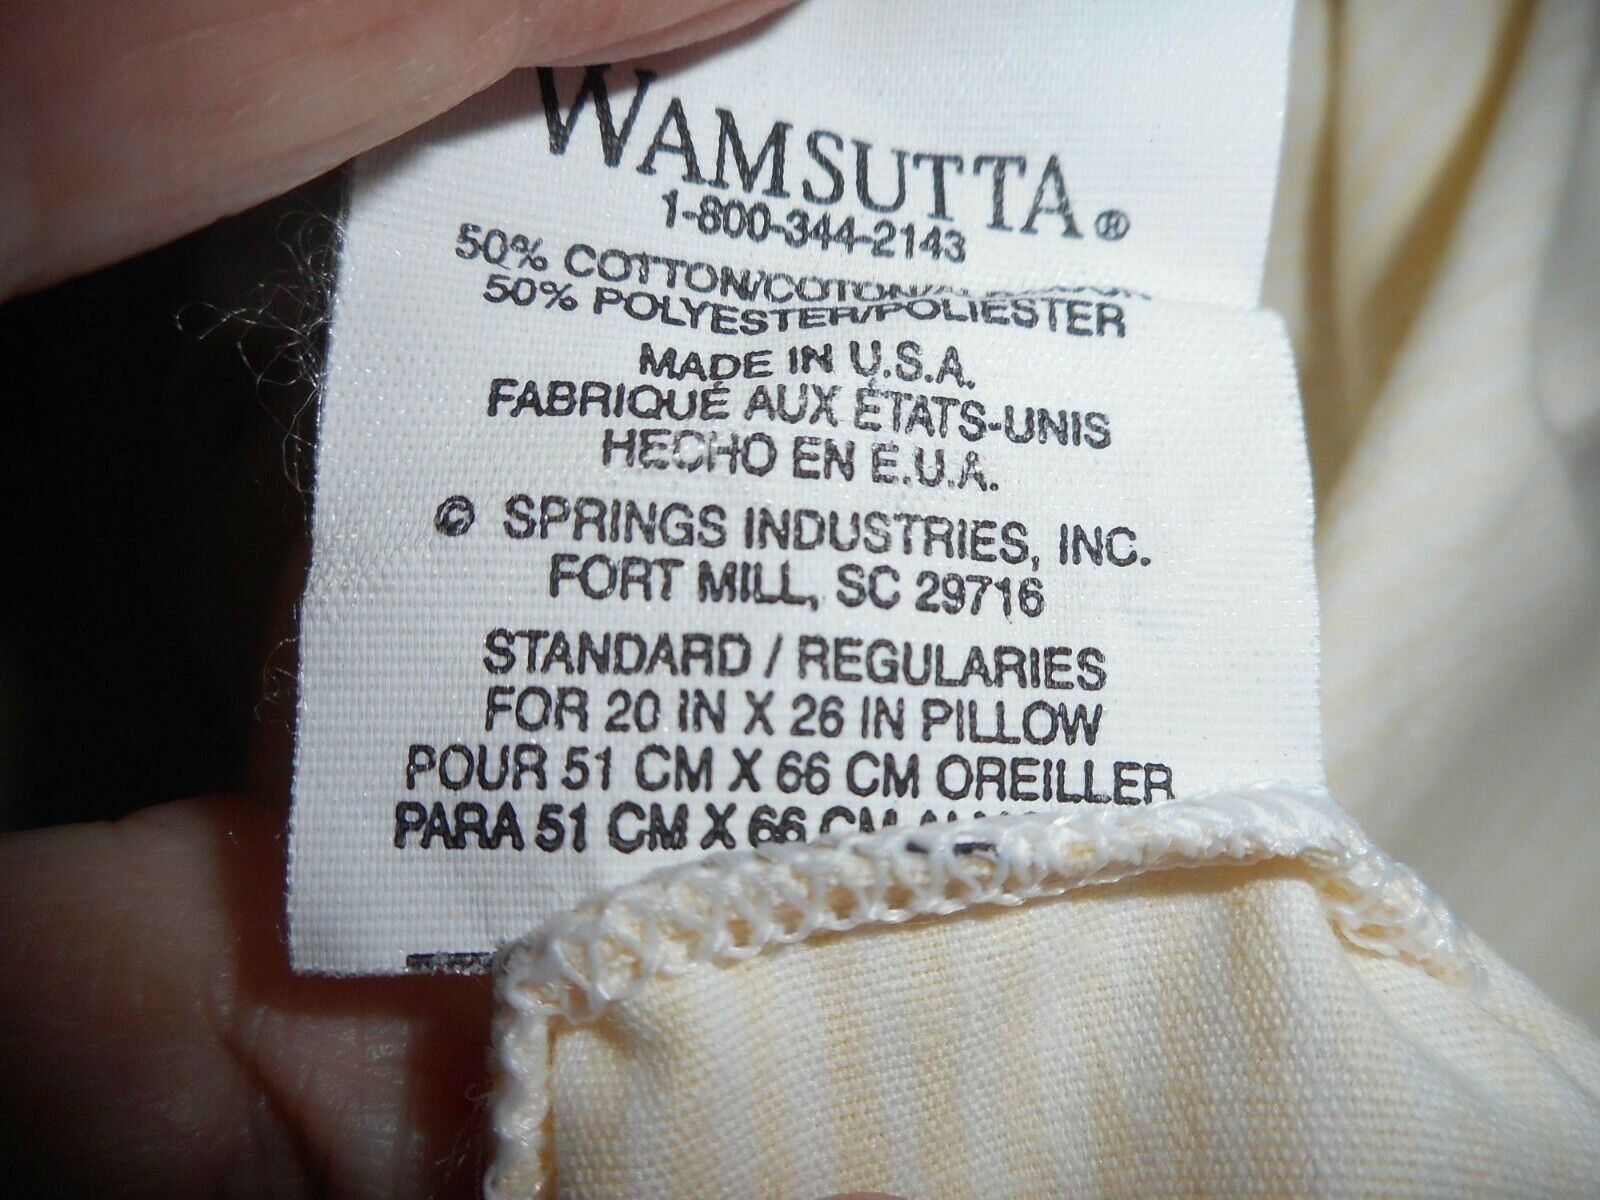 WAMSUTTA®
1-800-344-2143
50% COTTON/COTON/
50% POLYESTER/POLIESTER
MADE IN U.S.A.
FABRIQUÉ AUX ÉTATS-UNIS
HECHO EN E.U.A.
© SPRINGS INDUSTRIES, INC.
FORT MILL, SC 29716
STANDARD / REGULARIES
FOR 20 IN X 26 IN PILLOW
POUR 51 CM X 66 CM OREILLER
PARA 51 CM X 66 CM